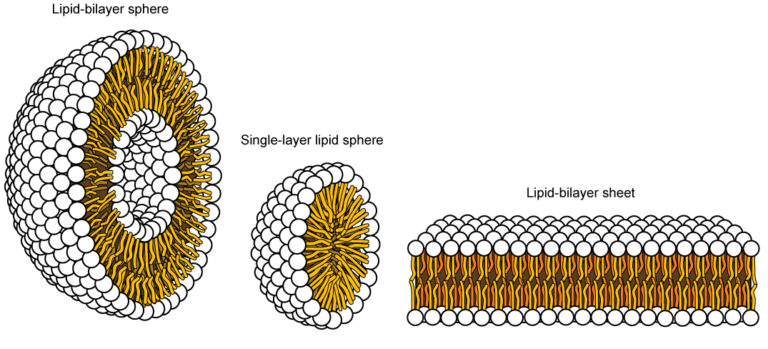 Lipid-bilayer sphere
Single-layer lipid sphere
Lipid-bilayer sheet